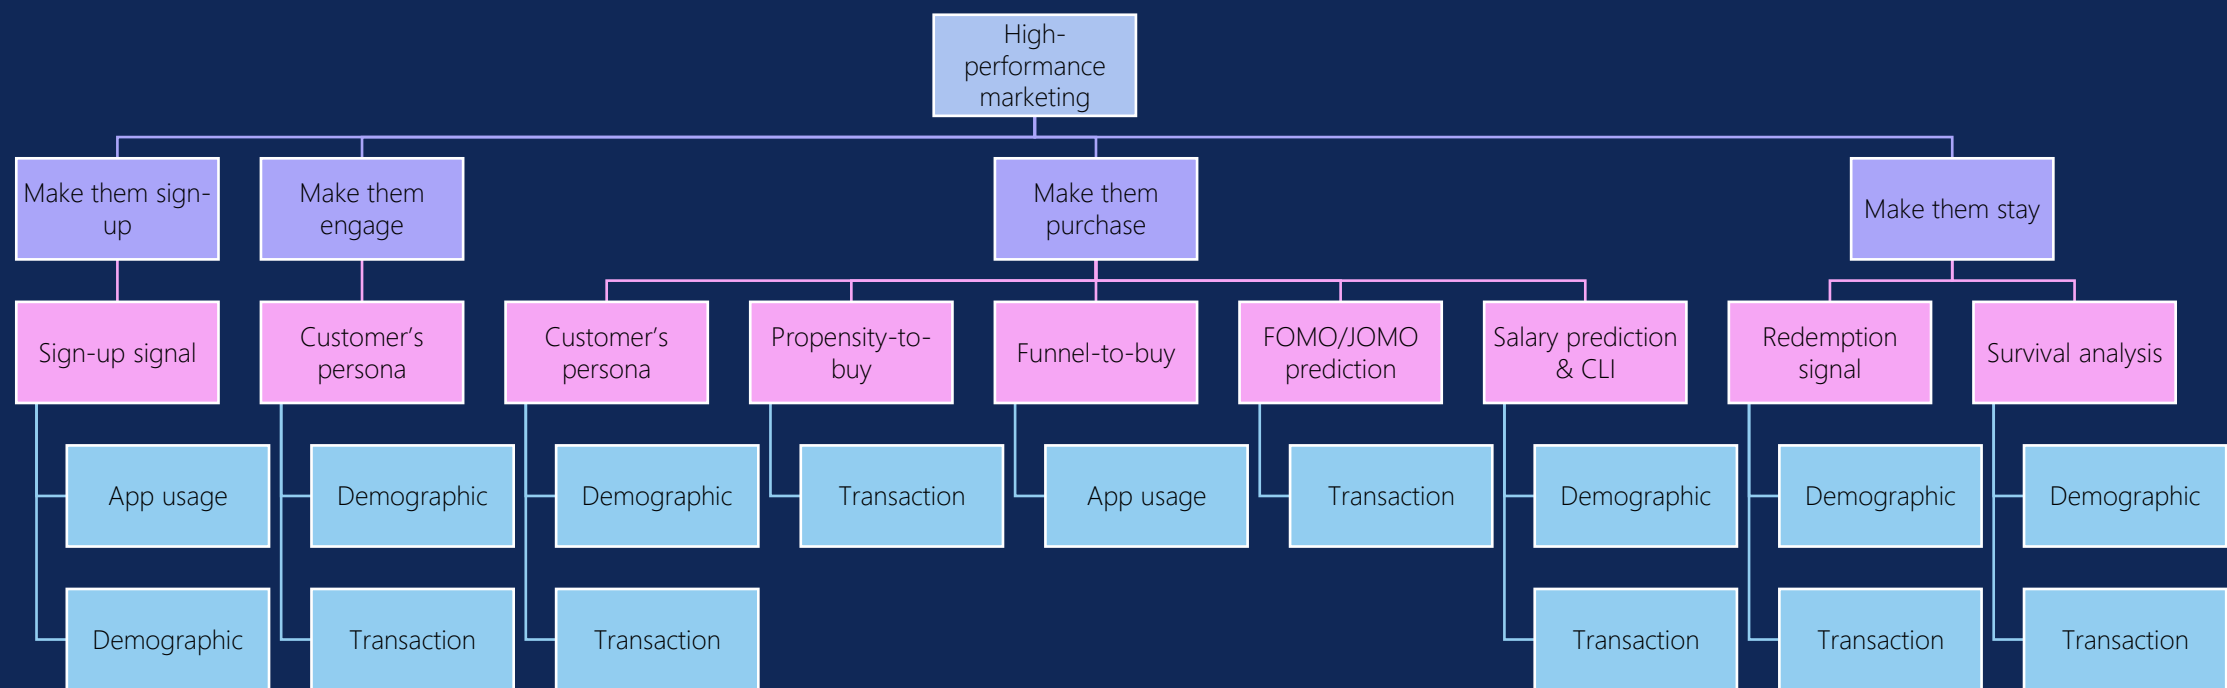 High-
performance
marketing
Make them sign-
up
Make them
engage
Make them
purchase
Make them stay
Sign-up signal
Customer’s
persona
Customer’s
persona
Propensity-to-
buy
Funnel-to-buy
FOMO/JOMO
prediction
Salary prediction
& CLI
Redemption
signal
Survival analysis
App usage
Demographic
Demographic
Transaction
App usage
Transaction
Demographic
Demographic
Demographic
Demographic
Transaction
Transaction
Transaction
Transaction
Transaction